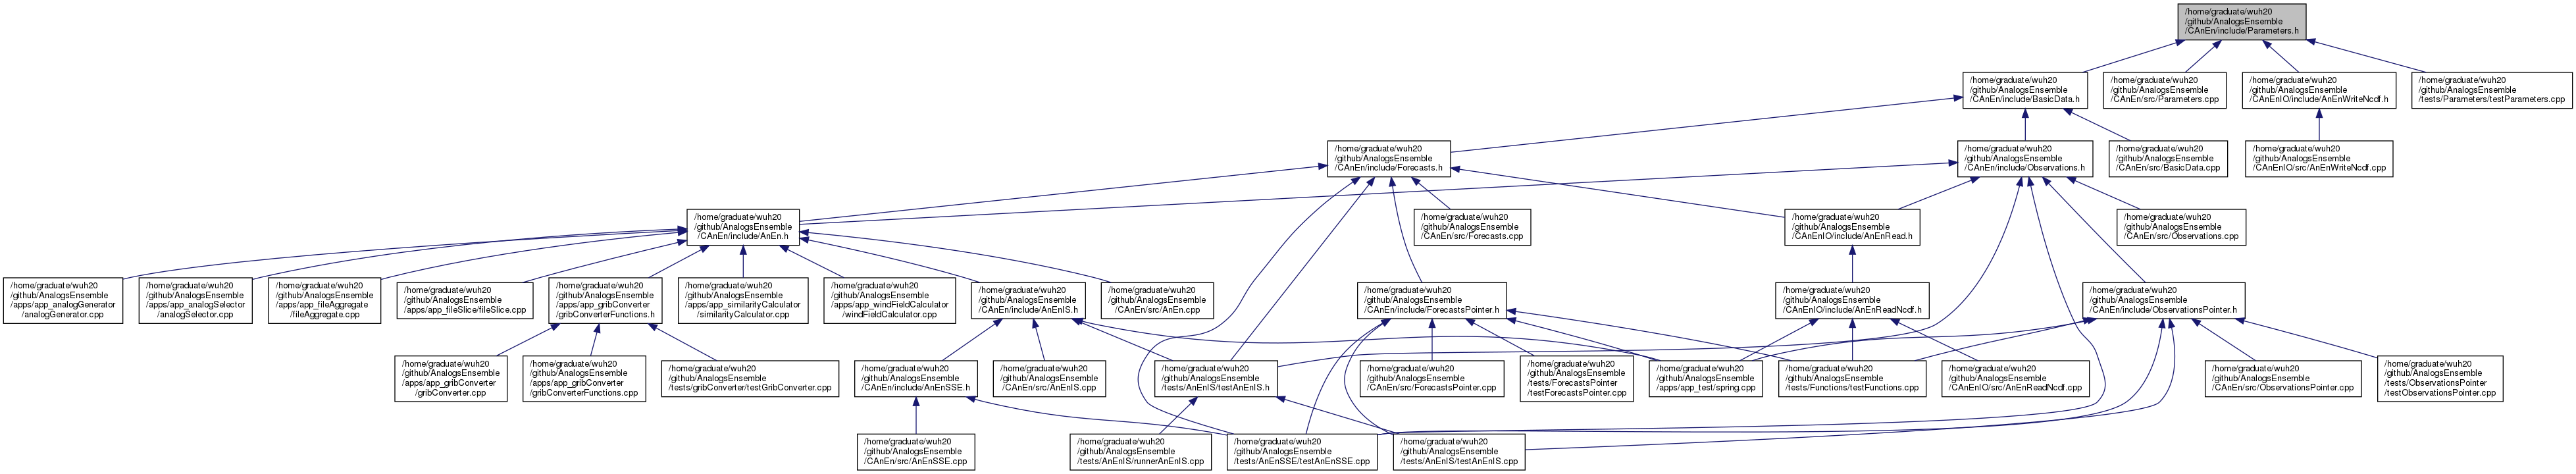 /home/graduate/wuh20
/github/AnalogsEnsemble
/CAnEn/include/Parameters.h
/home/graduate/wuh20
/github/AnalogsEnsemble
/CAnEn/include/BasicData.h
/home/graduate/wuh20
/github/AnalogsEnsemble
/CAnEn/src/Parameters.cpp
/home/graduate/wuh20
/github/AnalogsEnsemble
/CAnEnIO/include/AnEnWriteNcdf.h
/home/graduate/wuh20
/github/AnalogsEnsemble
/tests/Parameters/testParameters.cpp
/home/graduate/wuh20
/github/AnalogsEnsemble
/CAnEn/include/Forecasts.h
/home/graduate/wuh20
/github/AnalogsEnsemble
/CAnEn/include/Observations.h
/home/graduate/wuh20
/github/AnalogsEnsemble
/CAnEn/src/BasicData.cpp
/home/graduate/wuh20
/github/AnalogsEnsemble
/CAnEnIO/src/AnEnWriteNcdf.cpp
/home/graduate/wuh20
/github/AnalogsEnsemble
/CAnEn/include/AnEn.h
/home/graduate/wuh20
/github/AnalogsEnsemble
/CAnEn/src/Forecasts.cpp
/home/graduate/wuh20
/github/AnalogsEnsemble
/CAnEnIO/include/AnEnRead.h
/home/graduate/wuh20
/github/AnalogsEnsemble
/CAnEn/src/Observations.cpp
/home/graduate/wuh20
/github/AnalogsEnsemble
/apps/app_analogGenerator
/analogGenerator.cpp
/home/graduate/wuh20
/github/AnalogsEnsemble
/apps/app_analogSelector
/analogSelector.cpp
/home/graduate/wuh20
/github/AnalogsEnsemble
/apps/app_fileAggregate
/fileAggregate.cpp
/home/graduate/wuh20
/github/AnalogsEnsemble
/apps/app_fileSlice/fileSlice.cpp
/home/graduate/wuh20
/github/AnalogsEnsemble
/apps/app_gribConverter
/gribConverterFunctions.h
/home/graduate/wuh20
/github/AnalogsEnsemble
/apps/app_similarityCalculator
/similarityCalculator.cpp
/home/graduate/wuh20
/github/AnalogsEnsemble
/apps/app_windFieldCalculator
/windFieldCalculator.cpp
/home/graduate/wuh20
/github/AnalogsEnsemble
/CAnEn/include/AnEnIS.h
/home/graduate/wuh20
/github/AnalogsEnsemble
/CAnEn/src/AnEn.cpp
/home/graduate/wuh20
/github/AnalogsEnsemble
/CAnEn/include/ForecastsPointer.h
/home/graduate/wuh20
/github/AnalogsEnsemble
/CAnEnIO/include/AnEnReadNcdf.h
/home/graduate/wuh20
/github/AnalogsEnsemble
/CAnEn/include/ObservationsPointer.h
/home/graduate/wuh20
/github/AnalogsEnsemble
/apps/app_gribConverter
/gribConverter.cpp
/home/graduate/wuh20
/github/AnalogsEnsemble
/apps/app_gribConverter
/gribConverterFunctions.cpp
/home/graduate/wuh20
/github/AnalogsEnsemble
/tests/gribConverter/testGribConverter.cpp
/home/graduate/wuh20
/github/AnalogsEnsemble
/CAnEn/include/AnEnSSE.h
/home/graduate/wuh20
/github/AnalogsEnsemble
/CAnEn/src/AnEnIS.cpp
/home/graduate/wuh20
/github/AnalogsEnsemble
/tests/AnEnIS/testAnEnIS.h
/home/graduate/wuh20
/github/AnalogsEnsemble
/CAnEn/src/ForecastsPointer.cpp
/home/graduate/wuh20
/github/AnalogsEnsemble
/tests/ForecastsPointer
/testForecastsPointer.cpp
/home/graduate/wuh20
/github/AnalogsEnsemble
/apps/app_test/spring.cpp
/home/graduate/wuh20
/github/AnalogsEnsemble
/tests/Functions/testFunctions.cpp
/home/graduate/wuh20
/github/AnalogsEnsemble
/CAnEnIO/src/AnEnReadNcdf.cpp
/home/graduate/wuh20
/github/AnalogsEnsemble
/CAnEn/src/ObservationsPointer.cpp
/home/graduate/wuh20
/github/AnalogsEnsemble
/tests/ObservationsPointer
/testObservationsPointer.cpp
/home/graduate/wuh20
/github/AnalogsEnsemble
/CAnEn/src/AnEnSSE.cpp
/home/graduate/wuh20
/github/AnalogsEnsemble
/tests/AnEnIS/runnerAnEnIS.cpp
/home/graduate/wuh20
/github/AnalogsEnsemble
/tests/AnEnSSE/testAnEnSSE.cpp
/home/graduate/wuh20
/github/AnalogsEnsemble
/tests/AnEnIS/testAnEnIS.cpp